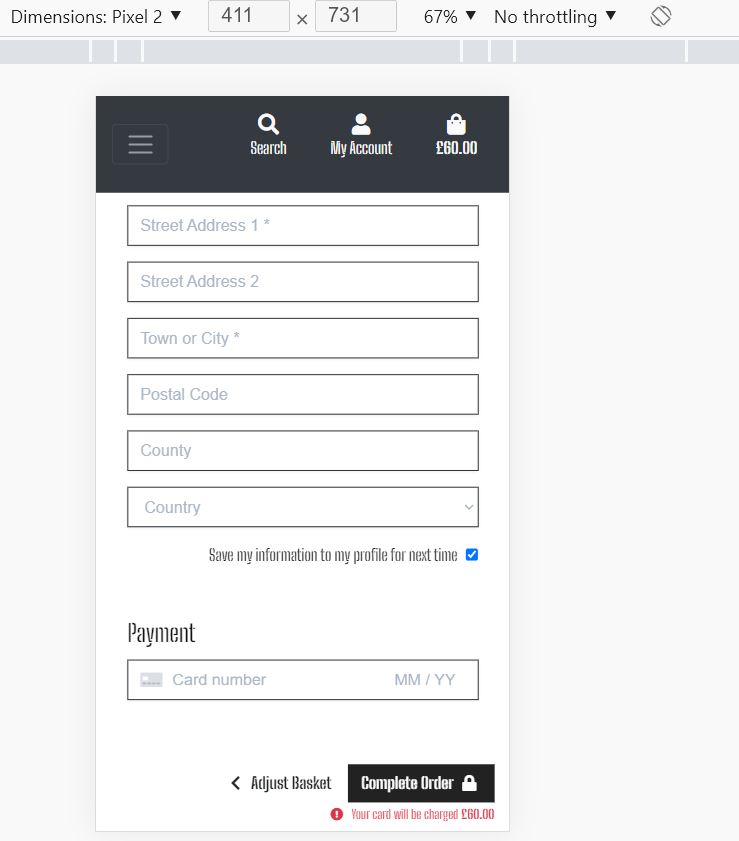 Dimensions: Pixel 2 ▼ 411 × 731 67% ▼ No throttling ▼
Search My Account £60.00
Street Address 1 *
Street Address 2
Town or City *
Postal Code
County
Country
Save my information to my profile for next time
Payment
Card number MM / YY
Adjust Basket Complete Order
Your card will be charged £60.00